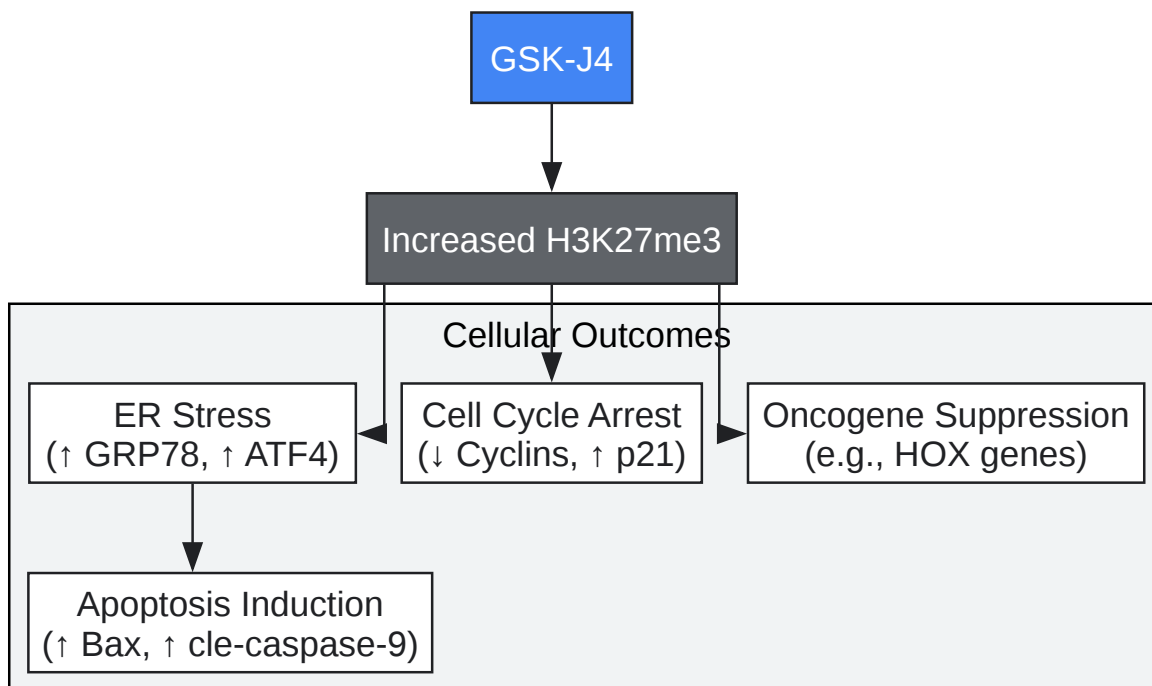 GSK-J4
Increased H3K27me3
Cellular Outcomes
ER Stress
(↑ GRP78, ↑ ATF4)
Cell Cycle Arrest
(↓ Cyclins, ↑ p21)
Oncogene Suppression
(e.g., HOX genes)
Apoptosis Induction
(↑ Bax, ↑ cle-caspase-9)